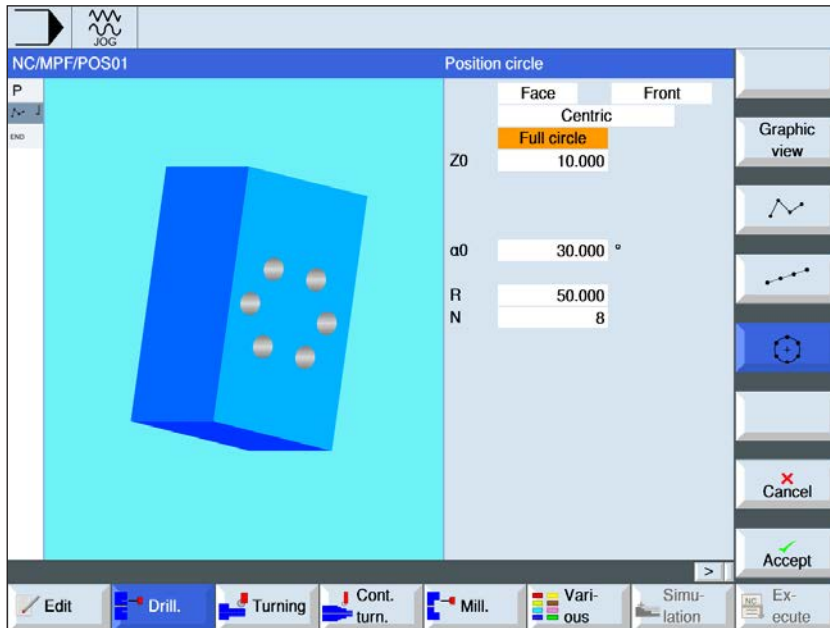 JOG
NC/MPF/POS01
Position circle
P
END
Face Front
Centric
Full circle
Z0 10.000
α0 30.000 °
R 50.000
N 8
Graphic
view
Cancel
Accept
>
Edit
Drill.
Turning
Cont.
turn.
Mill.
Vari-
ous
Simu-
lation
NC
Ex-
ecute